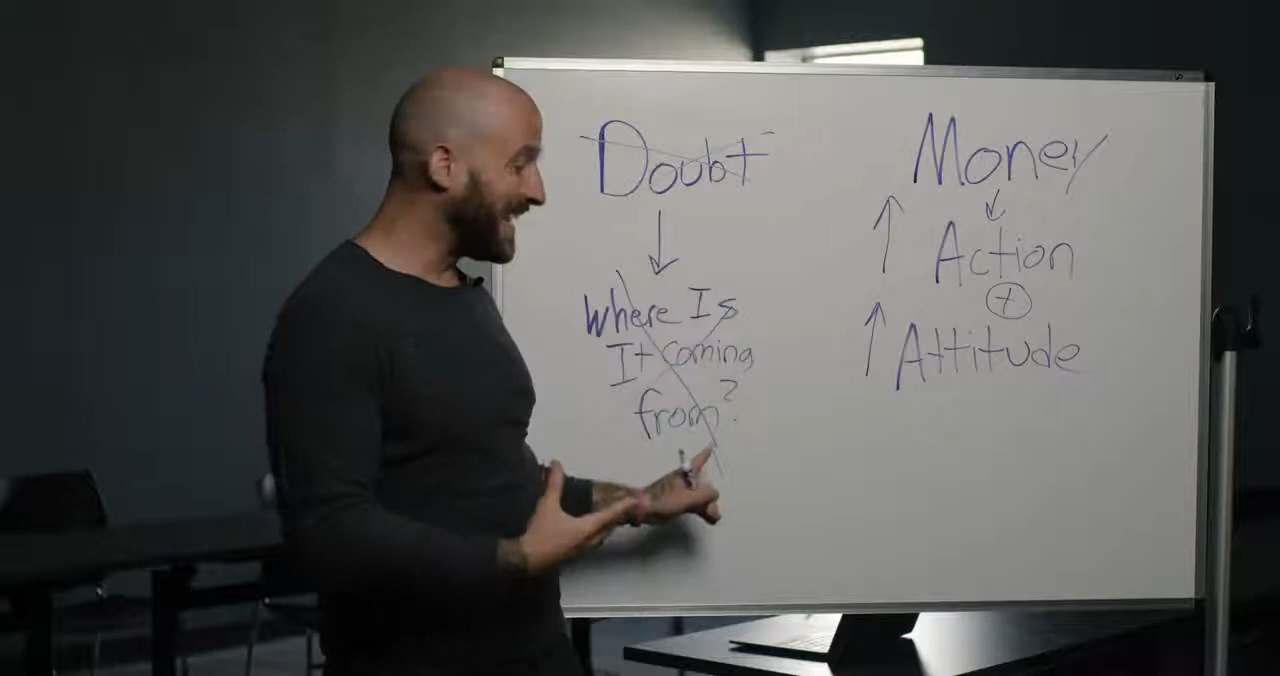 Doubt
Where Is
It coming
from?
Money
Action
+
Attitude